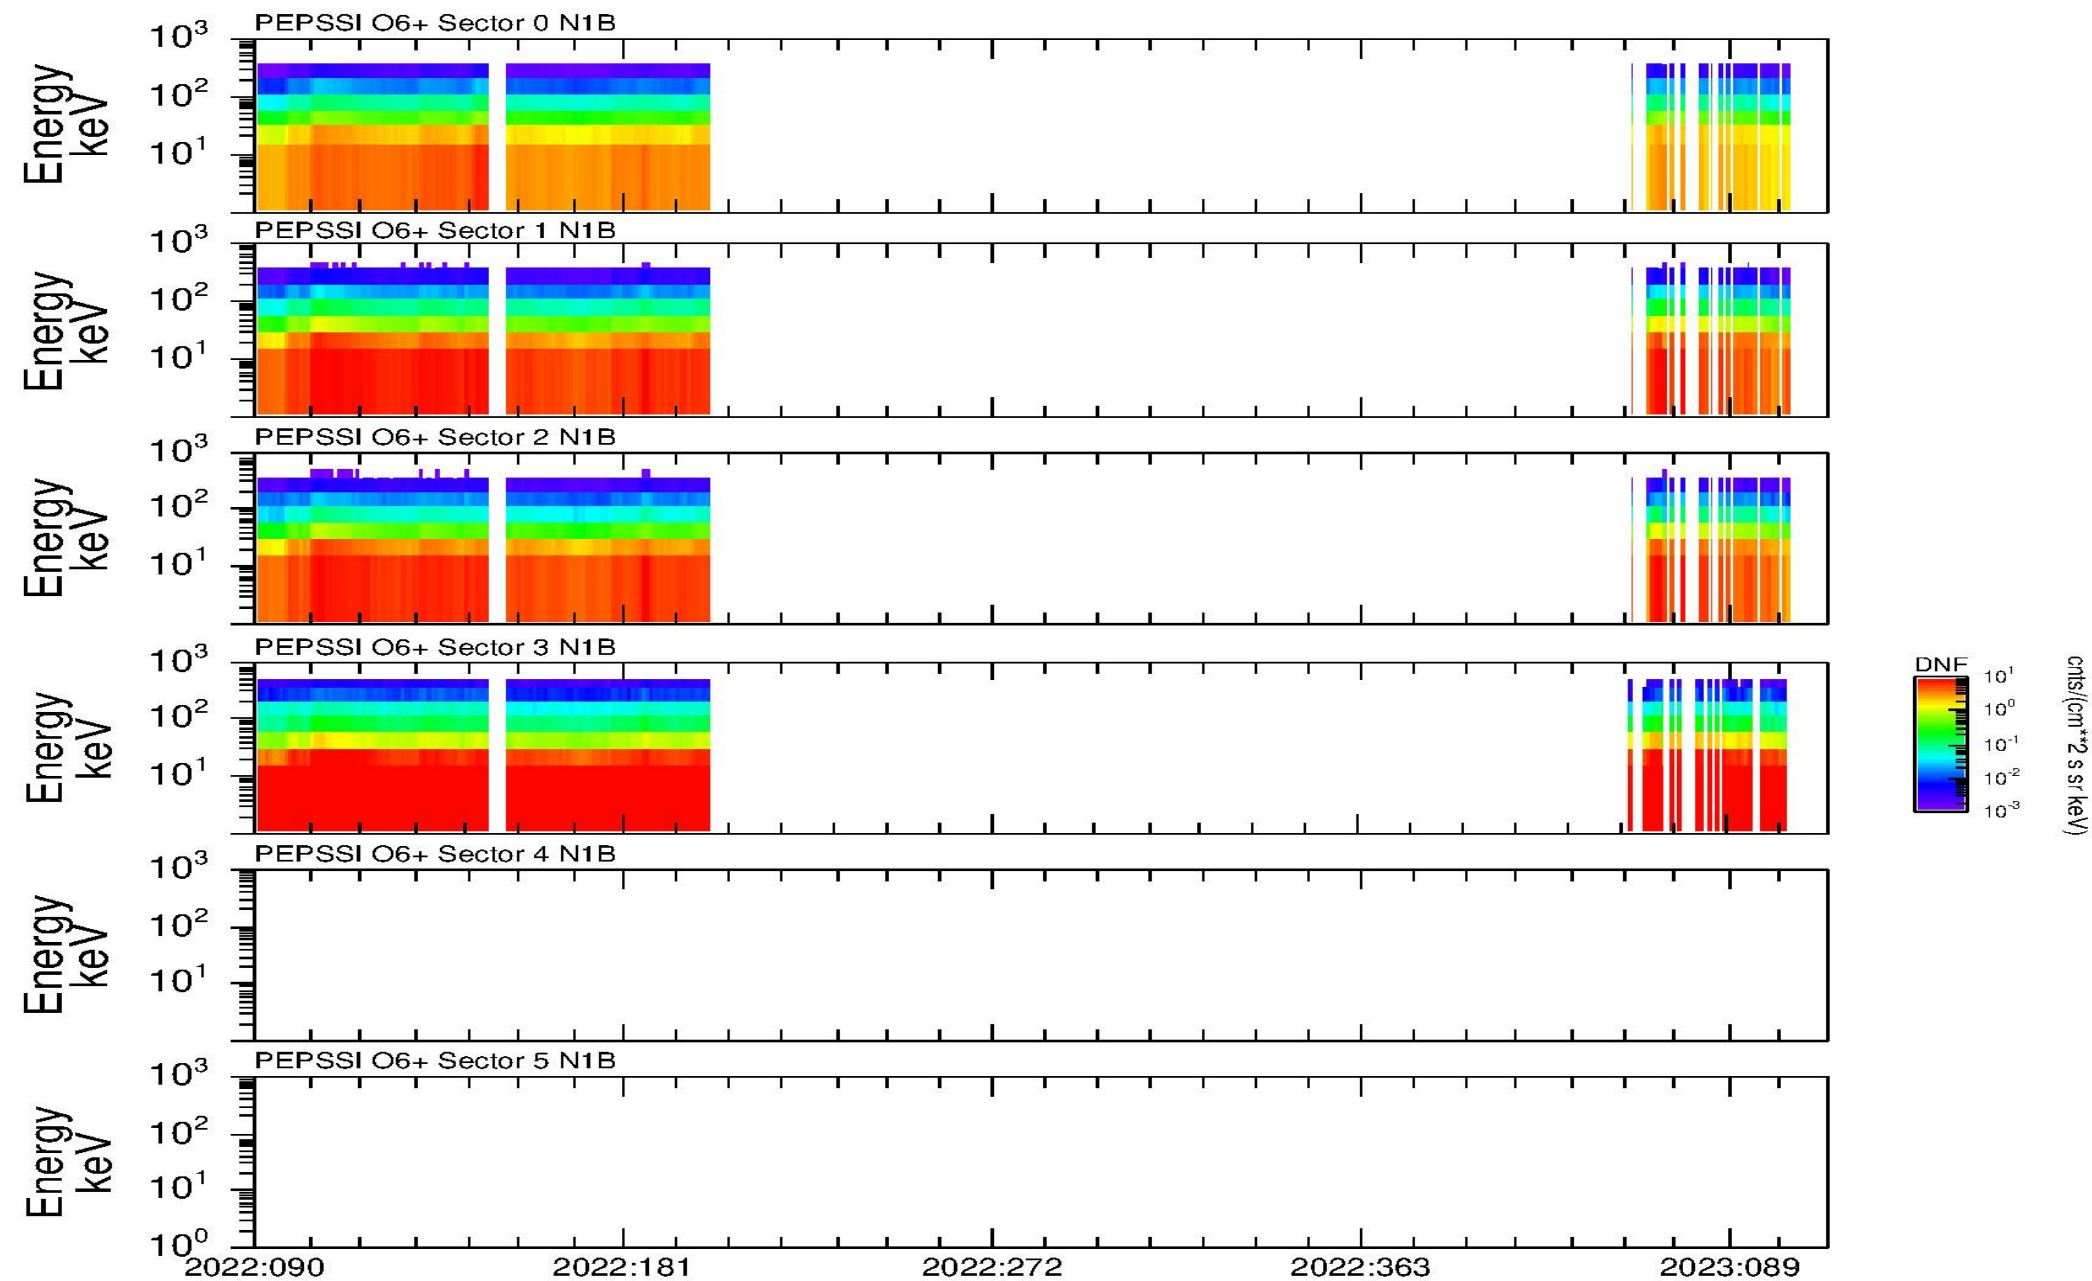 PEPSSI O6+ Sector 0 N1B
10³
10²
10¹
Energy
keV
PEPSSI O6+ Sector 1 N1B
10³
10²
10¹
Energy
keV
PEPSSI O6+ Sector 2 N1B
10³
10²
10¹
Energy
keV
PEPSSI O6+ Sector 3 N1B
10³
10²
10¹
Energy
keV
DNF
10¹
10⁰
10⁻¹
10⁻²
10⁻³
cnts/(cm**2 s sr keV)
PEPSSI O6+ Sector 4 N1B
10³
10²
10¹
Energy
keV
PEPSSI O6+ Sector 5 N1B
10³
10²
10¹
10⁰
Energy
keV
2022:090 2022:181 2022:272 2022:363 2023:089